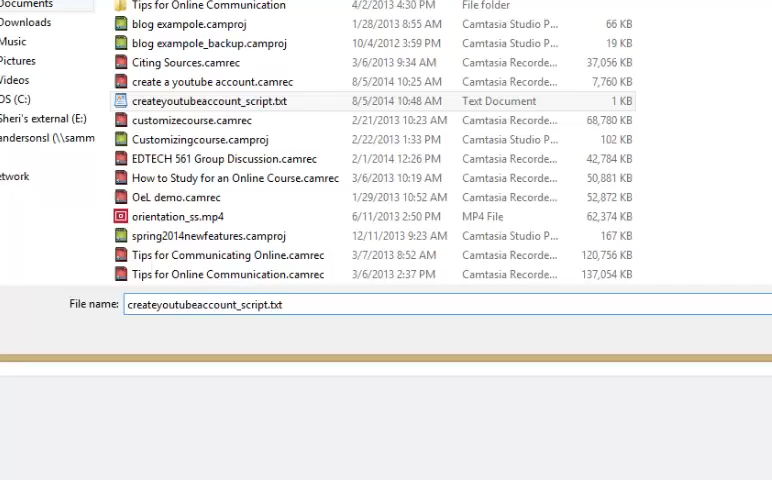 Documents
Downloads
Music
Pictures
Videos
OS (C:)
Sheri's external (E:)
andersonsl (\\samm
etwork
Tips for Online Communication 4/2/2013 4:30 PM File folder
blog exampole.camproj 1/28/2013 8:55 AM Camtasia Studio P... 66 KB
blog exampole_backup.camproj 10/4/2012 3:59 PM Camtasia Studio P... 19 KB
Citing Sources.camrec 3/6/2013 9:34 AM Camtasia Recorde... 37,056 KB
create a youtube account.camrec 8/5/2014 10:25 AM Camtasia Recorde... 7,760 KB
createyoutubeaccount_script.txt 8/5/2014 10:48 AM Text Document 1 KB
customizecourse.camrec 2/21/2013 10:23 AM Camtasia Recorde... 68,780 KB
Customizingcourse.camproj 2/22/2013 1:33 PM Camtasia Studio P... 102 KB
EDTECH 561 Group Discussion.camrec 2/1/2014 12:26 PM Camtasia Recorde... 42,784 KB
How to Study for an Online Course.camrec 3/6/2013 10:19 AM Camtasia Recorde... 50,881 KB
OeL demo.camrec 1/29/2013 10:52 AM Camtasia Recorde... 52,872 KB
orientation_ss.mp4 6/11/2013 2:50 PM MP4 File 62,374 KB
spring2014newfeatures.camproj 12/11/2013 9:23 AM Camtasia Studio P... 167 KB
Tips for Communicating Online.camrec 3/7/2013 8:52 AM Camtasia Recorde... 120,756 KB
Tips for Online Communication.camrec 3/6/2013 2:37 PM Camtasia Recorde... 137,054 KB
File name: createyoutubeaccount_script.txt